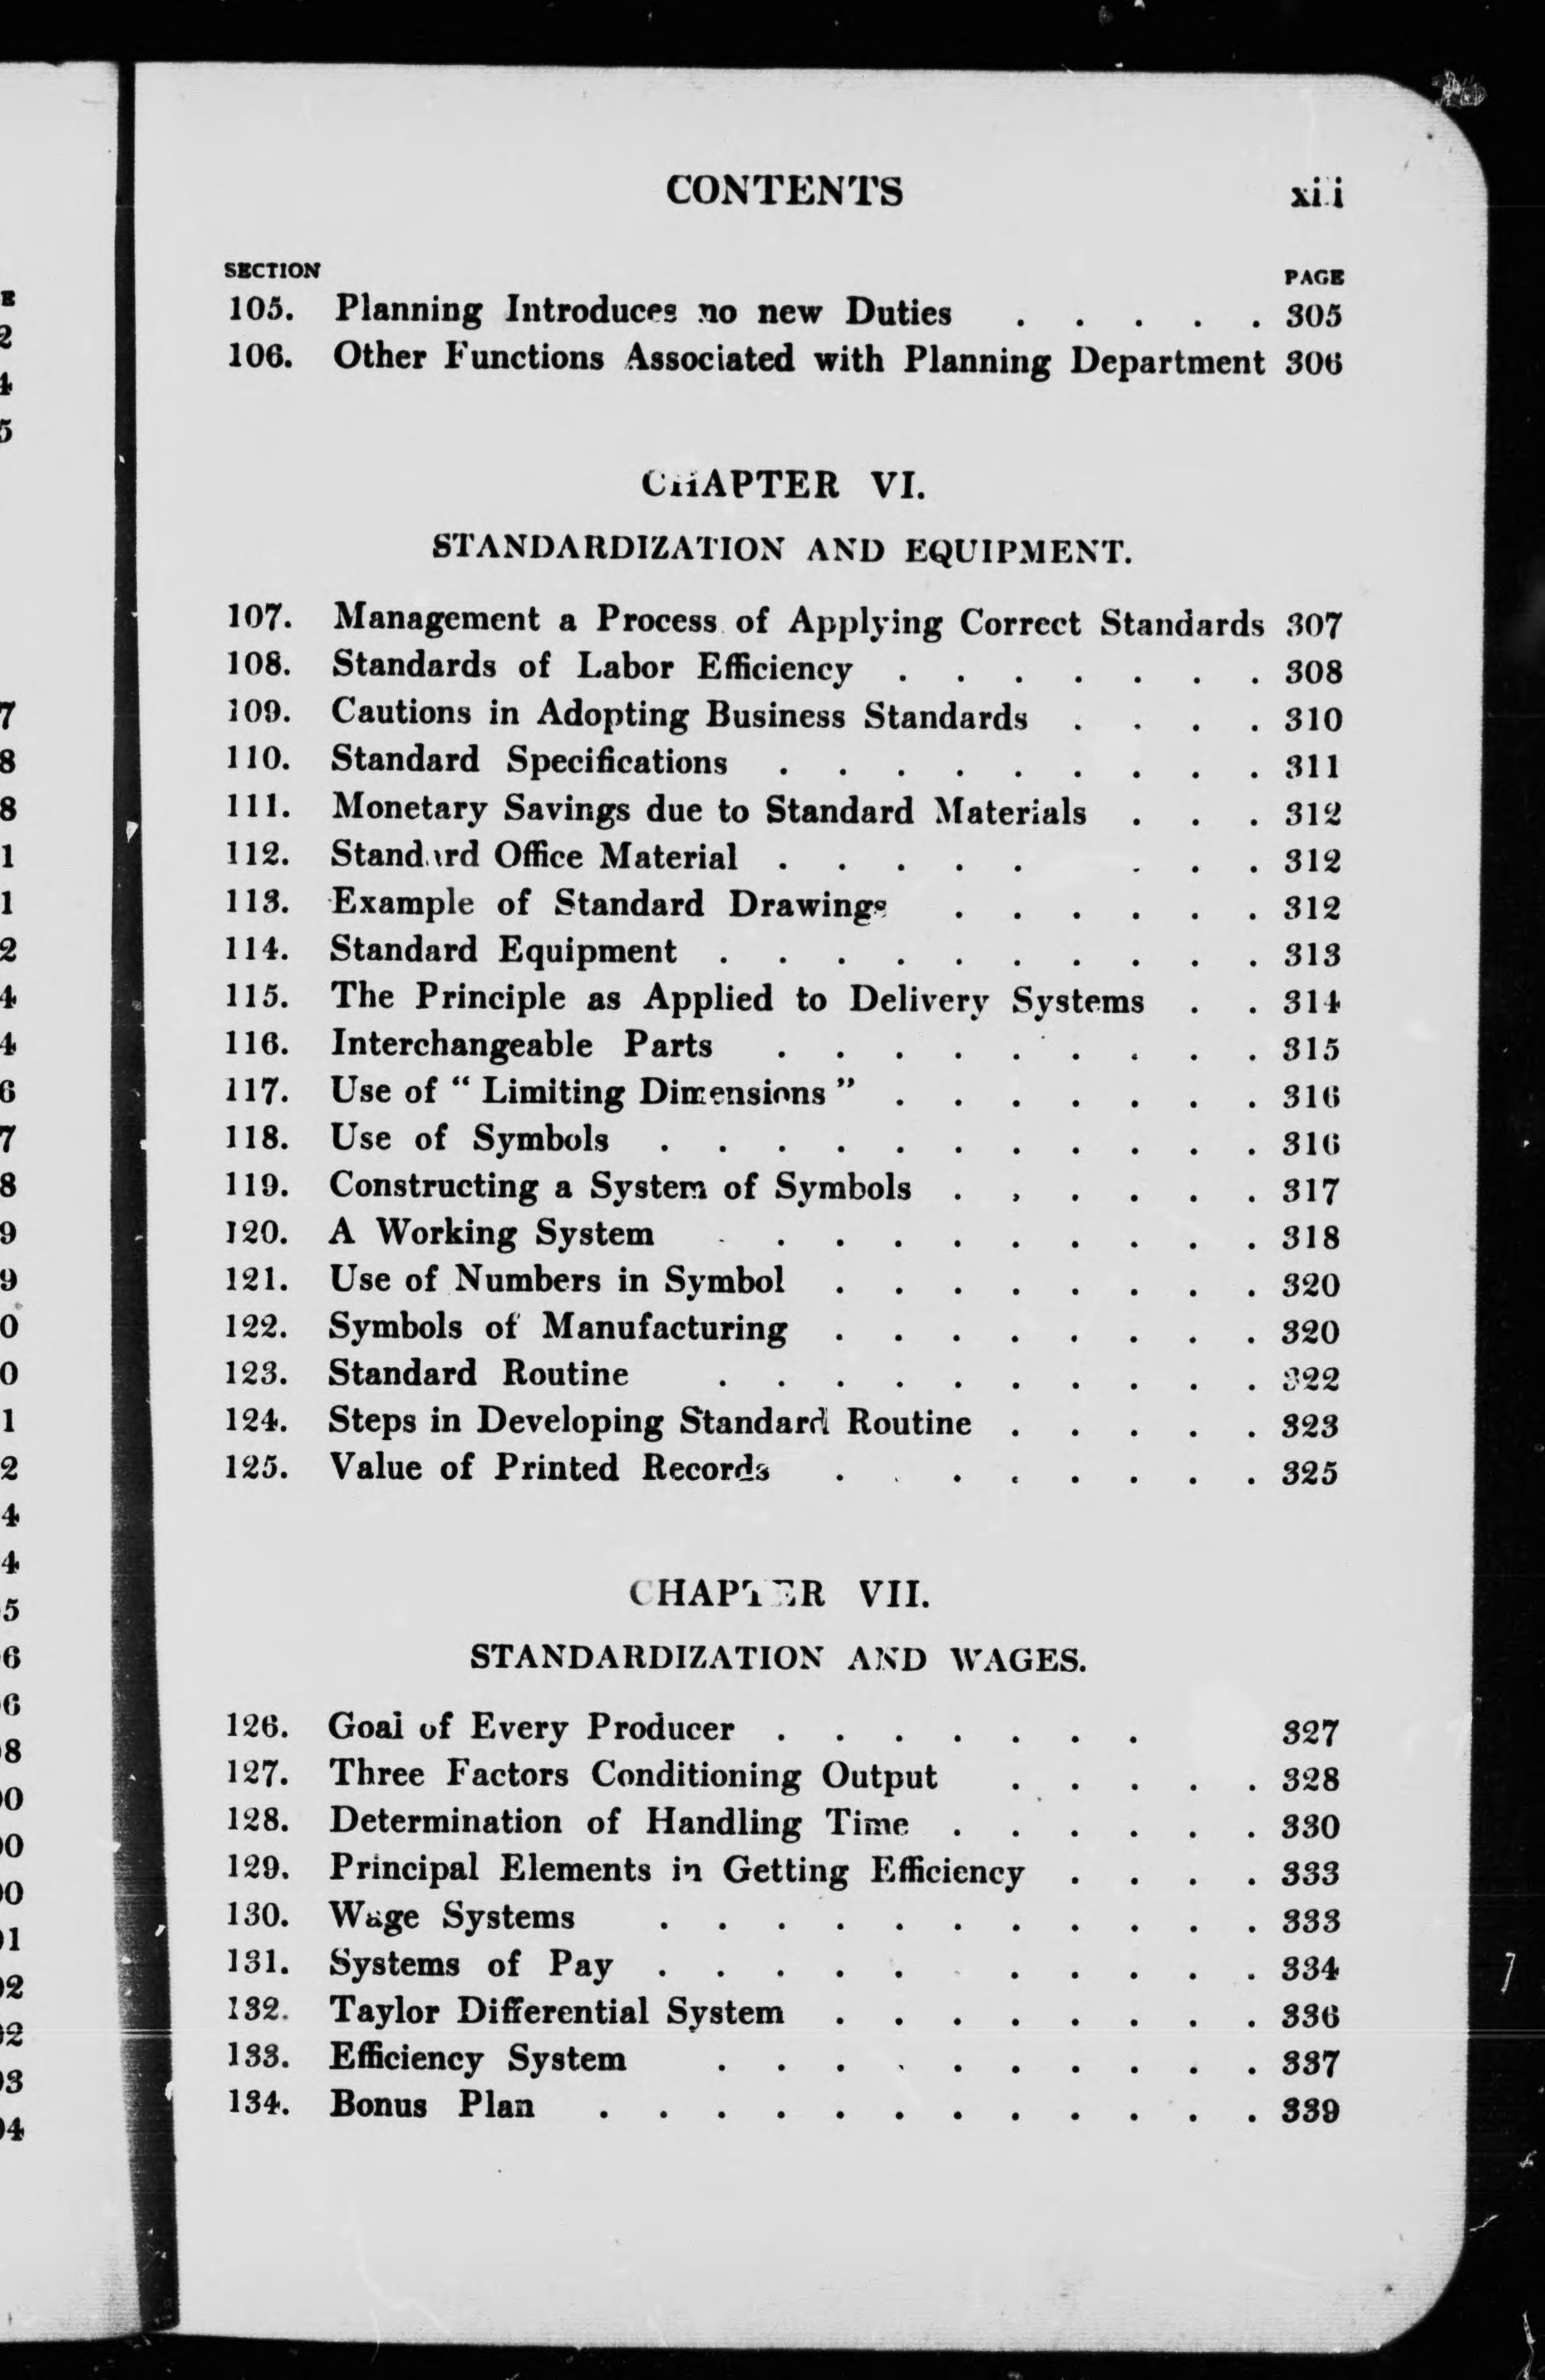 CONTENTS xiii
SECTION PAGE
105. Planning Introduces no new Duties . . . . . 305
106. Other Functions Associated with Planning Department 306
CHAPTER VI.
STANDARDIZATION AND EQUIPMENT.
107. Management a Process of Applying Correct Standards 307
108. Standards of Labor Efficiency . . . . . . . 308
109. Cautions in Adopting Business Standards . . . . 310
110. Standard Specifications . . . . . . . . . 311
111. Monetary Savings due to Standard Materials . . . 312
112. Standard Office Material . . . . . . . . 312
113. Example of Standard Drawings . . . . . . 312
114. Standard Equipment . . . . . . . . . . 313
115. The Principle as Applied to Delivery Systems . . 314
116. Interchangeable Parts . . . . . . . . . 315
117. Use of " Limiting Dimensions " . . . . . . . 316
118. Use of Symbols . . . . . . . . . . . 316
119. Constructing a System of Symbols . . . . . . 317
120. A Working System . . . . . . . . . . 318
121. Use of Numbers in Symbol . . . . . . . . 320
122. Symbols of Manufacturing . . . . . . . . 320
123. Standard Routine . . . . . . . . . . 322
124. Steps in Developing Standard Routine . . . . . 323
125. Value of Printed Records . . . . . . . . 325
CHAPTER VII.
STANDARDIZATION AND WAGES.
126. Goal of Every Producer . . . . . . . 327
127. Three Factors Conditioning Output . . . . . 328
128. Determination of Handling Time . . . . . . 330
129. Principal Elements in Getting Efficiency . . . . 333
130. Wage Systems . . . . . . . . . . . 333
131. Systems of Pay . . . . . . . . . . . 334
132. Taylor Differential System . . . . . . . . 336
133. Efficiency System . . . . . . . . . . 337
134. Bonus Plan . . . . . . . . . . . . 339